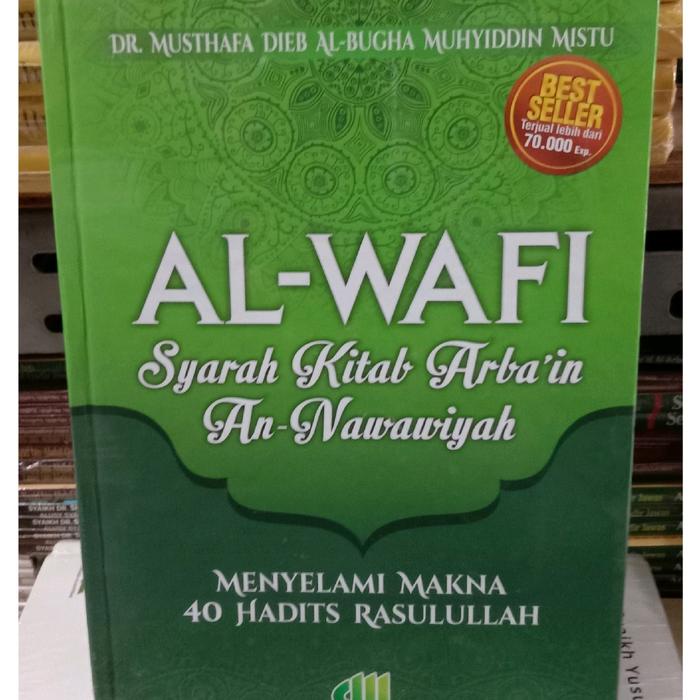 DR. MUSTHAFA DIEB AL-BUGHA MUHYIDDIN MISTU
BEST
SELLER
Terjual lebih dari
70.000 Exp.
AL-WAFI
Syarah Kitab Arba'in
An-Nawawiyah
MENYELAMI MAKNA
40 HADITS RASULULLAH